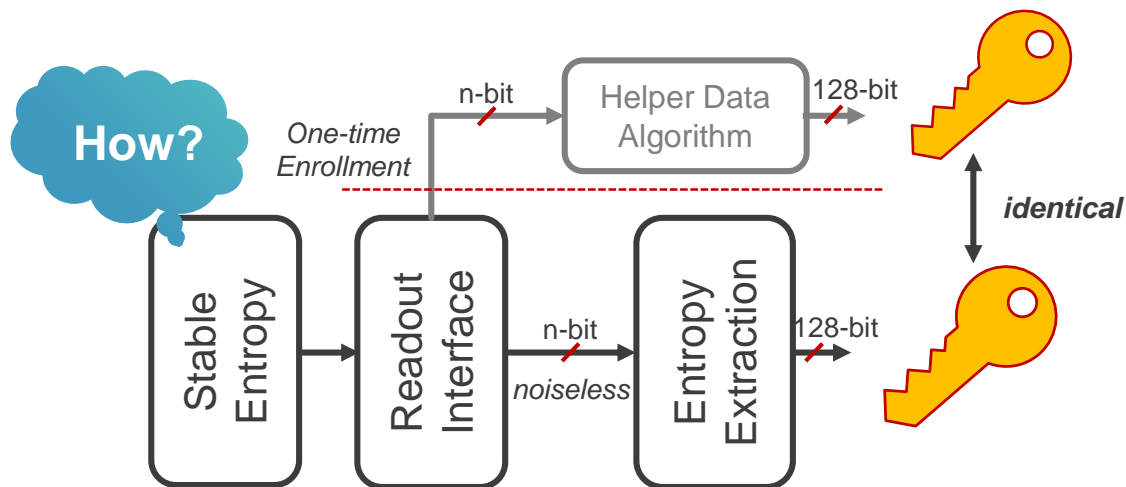 How?
One-time
Enrollment
n-bit
Helper Data
Algorithm
128-bit
identical
Stable
Entropy
Readout
Interface
n-bit
noiseless
Entropy
Extraction
128-bit